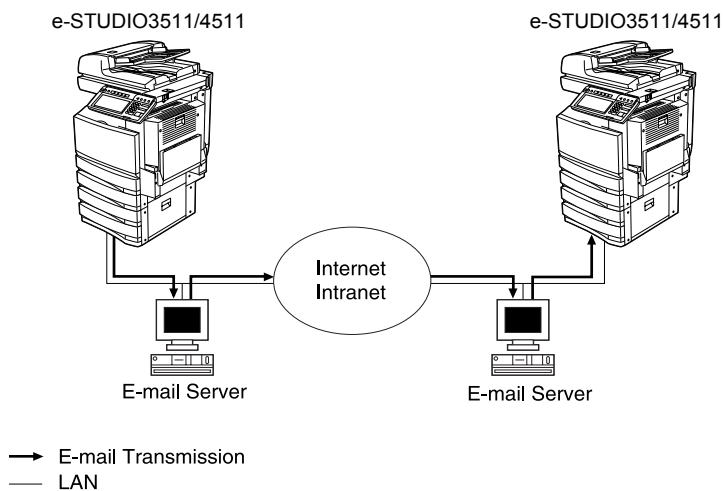 e-STUDIO3511/4511
e-STUDIO3511/4511
Internet
Intranet
E-mail Server
E-mail Server
E-mail Transmission
LAN